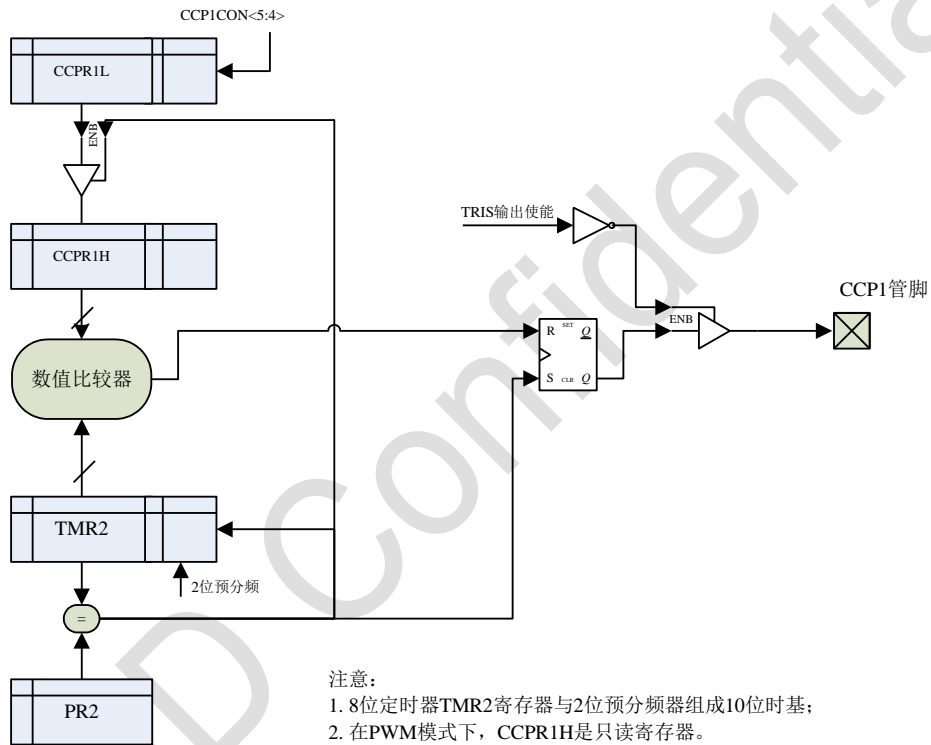 CCP1CON<5:4>
CCPR1L
ENB
CCPR1H
TRIS输出使能
CCP1管脚
ENB
R SET Q
S CLR Q
数值比较器
TMR2
2位预分频
=
PR2
注意：
1. 8位定时器TMR2寄存器与2位预分频器组成10位时基；
2. 在PWM模式下，CCPR1H是只读寄存器。
D Confidential